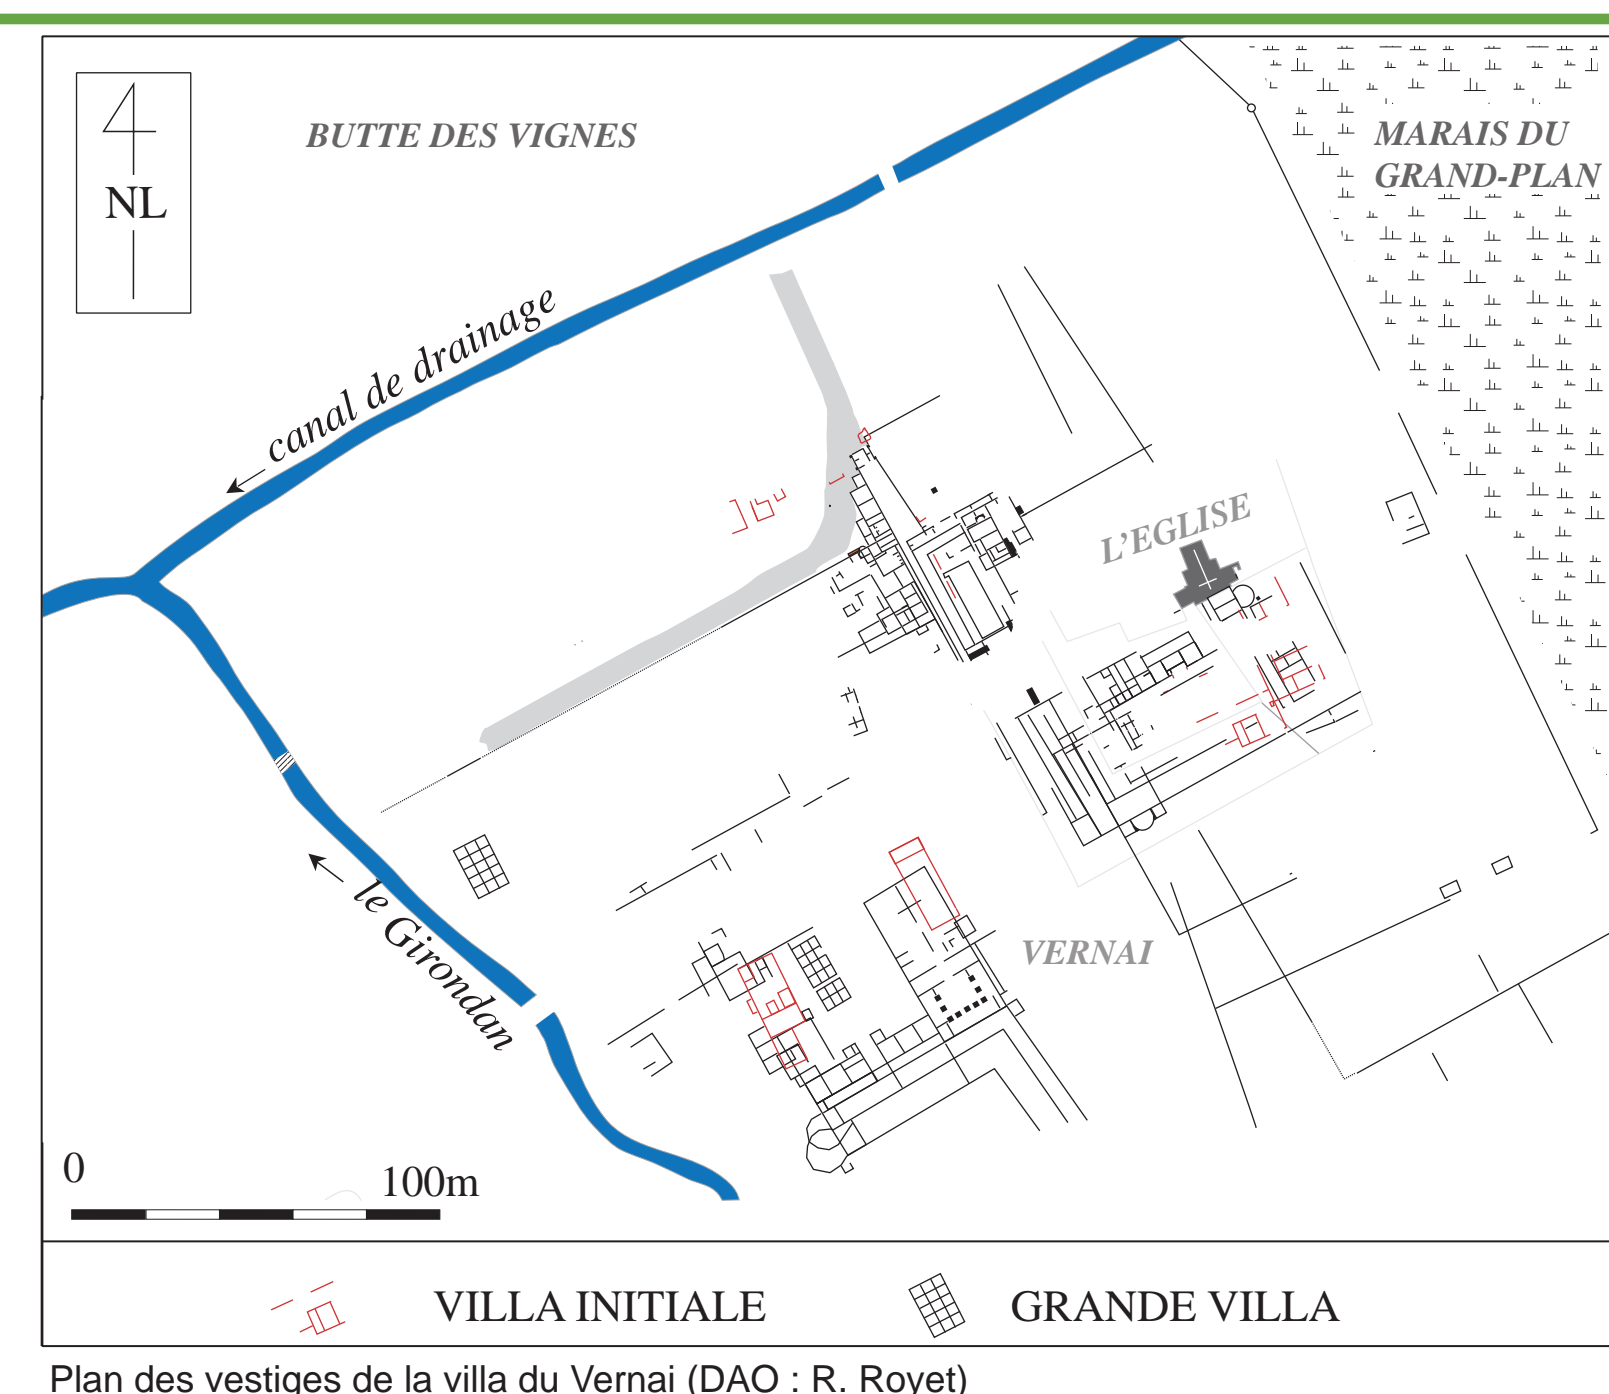 NL
BUTTE DES VIGNES
MARAIS DU
GRAND-PLAN
canal de drainage
L'EGLISE
le Girondan
VERNAI
0
100m
VILLA INITIALE
GRANDE VILLA
Plan des vestiges de la villa du Vernai (DAO : R. Royet)